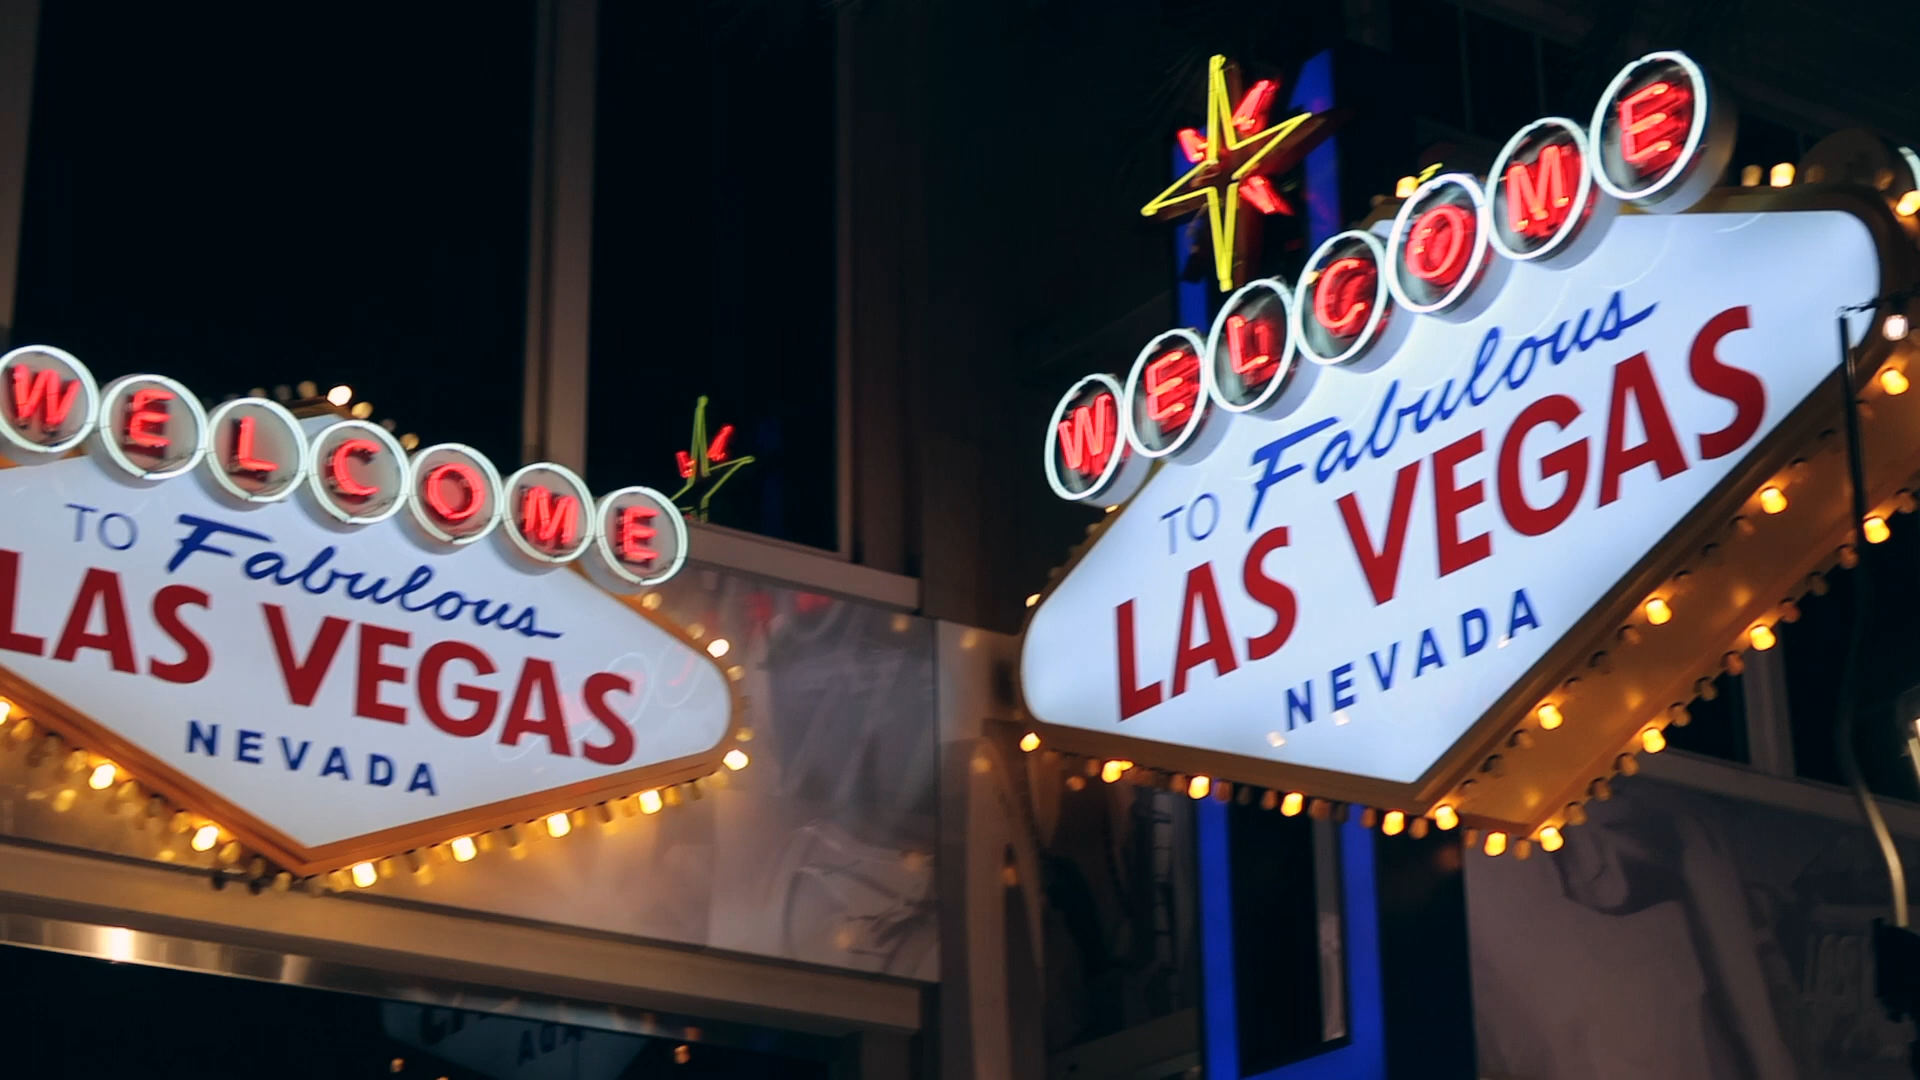 WELCOME
TO Fabulous
LAS VEGAS
NEVADA
WELCOME
TO Fabulous
LAS VEGAS
NEVADA